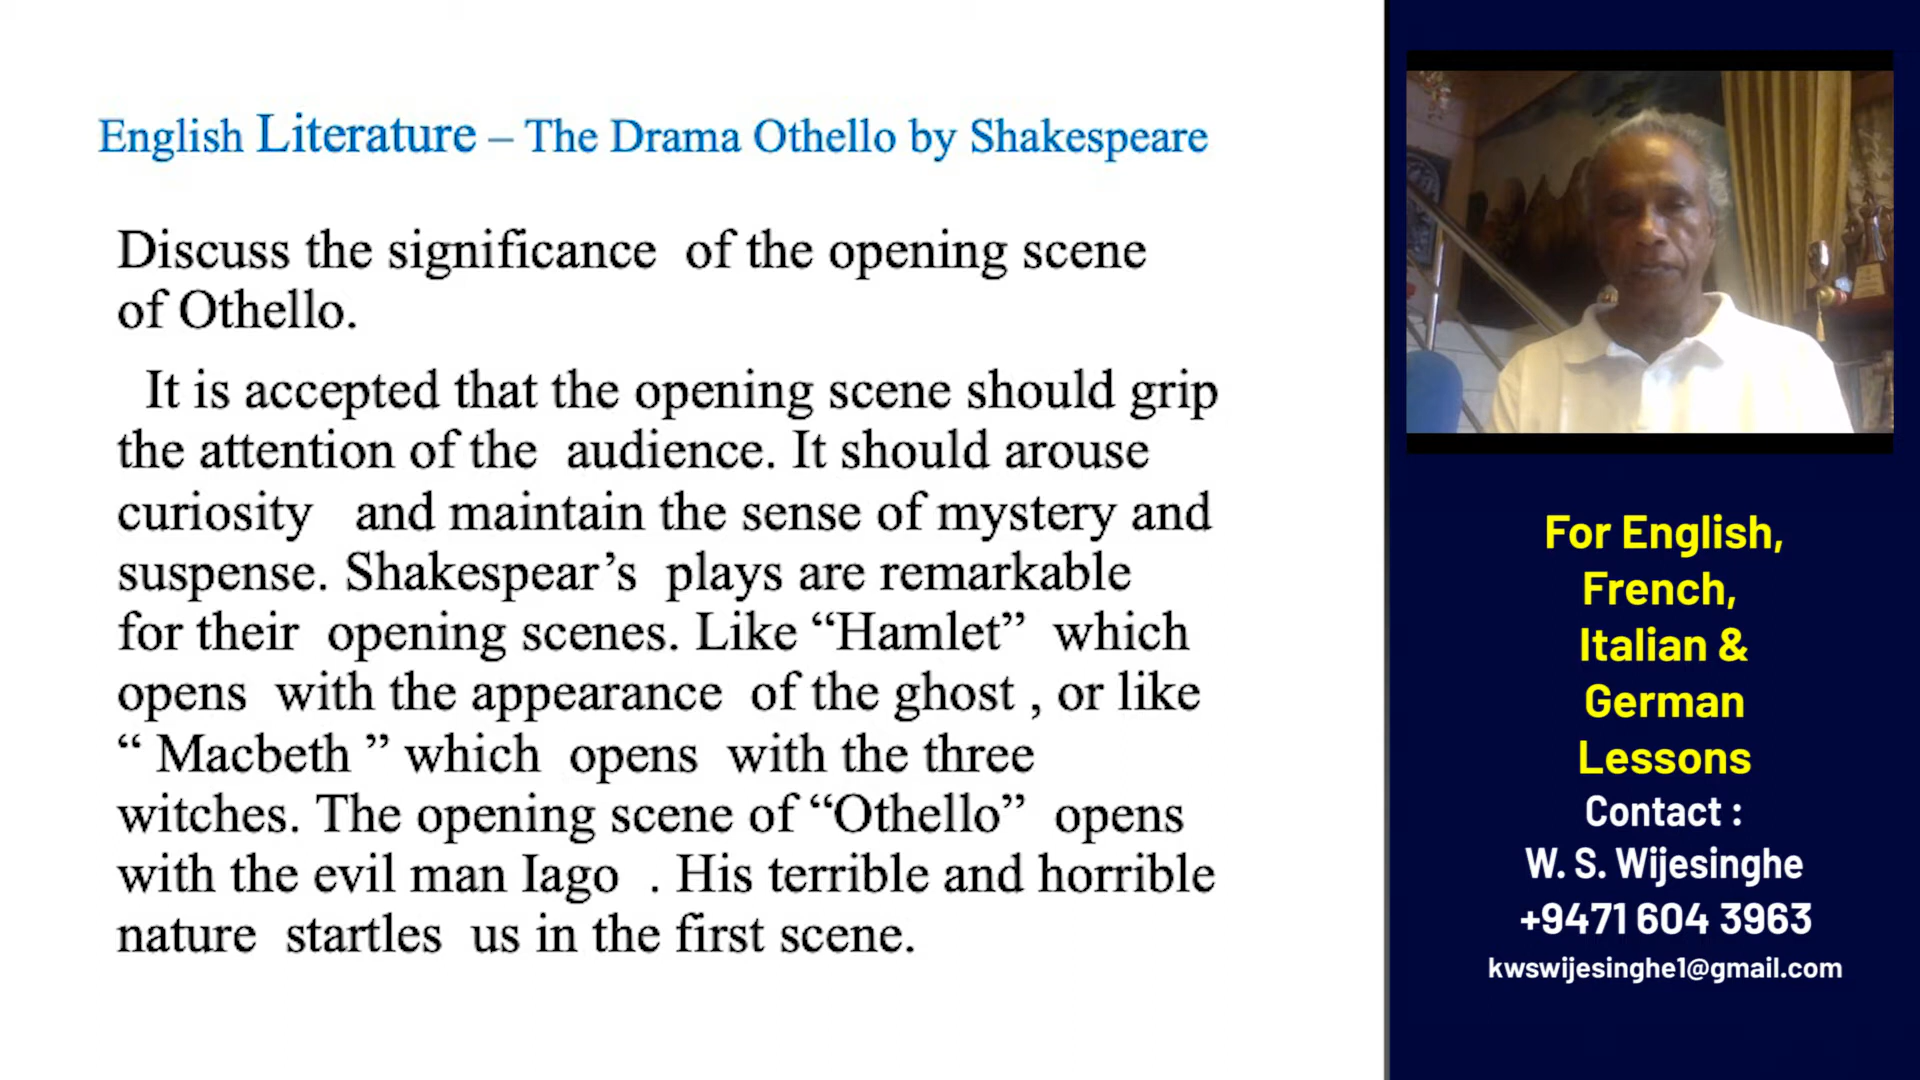 English Literature – The Drama Othello by Shakespeare
Discuss the significance of the opening scene
of Othello.
It is accepted that the opening scene should grip
the attention of the audience. It should arouse
curiosity and maintain the sense of mystery and
suspense. Shakespear’s plays are remarkable
for their opening scenes. Like “Hamlet” which
opens with the appearance of the ghost , or like
“ Macbeth ” which opens with the three
witches. The opening scene of “Othello” opens
with the evil man Iago . His terrible and horrible
nature startles us in the first scene.
For English,
French,
Italian &
German
Lessons
Contact :
W. S. Wijesinghe
+9471 604 3963
kwswijesinghe1@gmail.com